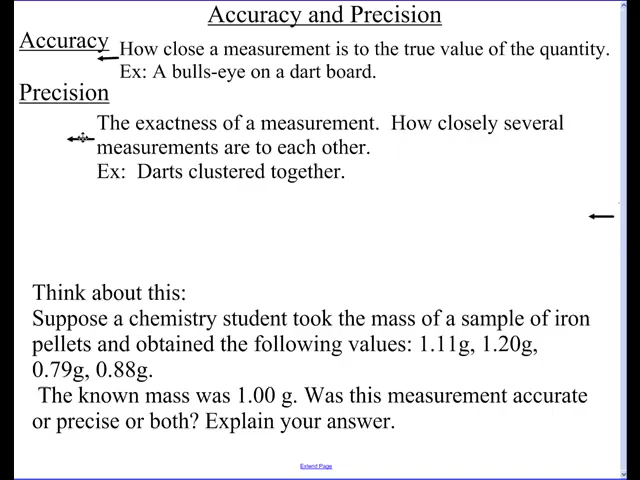 Accuracy and Precision
Accuracy
How close a measurement is to the true value of the quantity.
Ex: A bulls-eye on a dart board.
Precision
The exactness of a measurement. How closely several
measurements are to each other.
Ex: Darts clustered together.
Think about this:
Suppose a chemistry student took the mass of a sample of iron
pellets and obtained the following values: 1.11g, 1.20g,
0.79g, 0.88g.
The known mass was 1.00 g. Was this measurement accurate
or precise or both? Explain your answer.
Extend Page